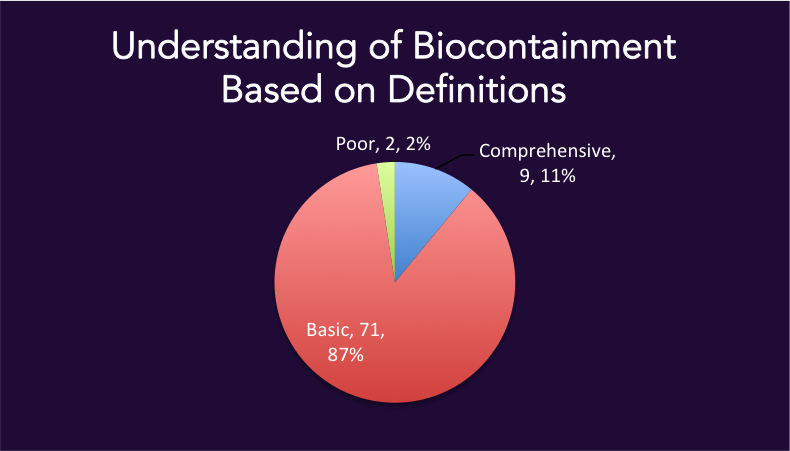 Understanding of Biocontainment
Based on Definitions
Poor, 2, 2%
Comprehensive,
9, 11%
Basic, 71,
87%